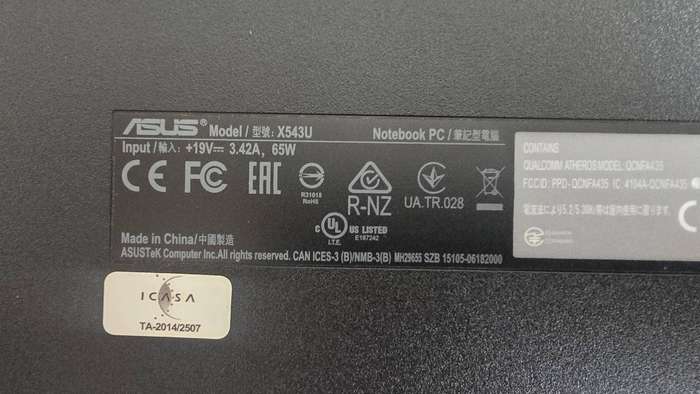 ASUS Model / 型號: X543U Notebook PC / 筆記型電腦
Input / 輸入: +19V⎓ 3.42A, 65W
CE FC EAC R31018 RoHS R-NZ UA.TR.028
C UL US LISTED
I.T.E. E187242
Made in China/中國製造
ASUSTeK Computer Inc.All rights reserved. CAN ICES-3 (B)/NMB-3(B) MH29655 SZB 15105-06182000
CONTAINS
QUALCOMM ATHEROS MODEL: QCNFA435
FCC ID: PPD-QCNFA435 IC 4104A-QCNFA435
ICASA
TA-2014/2507